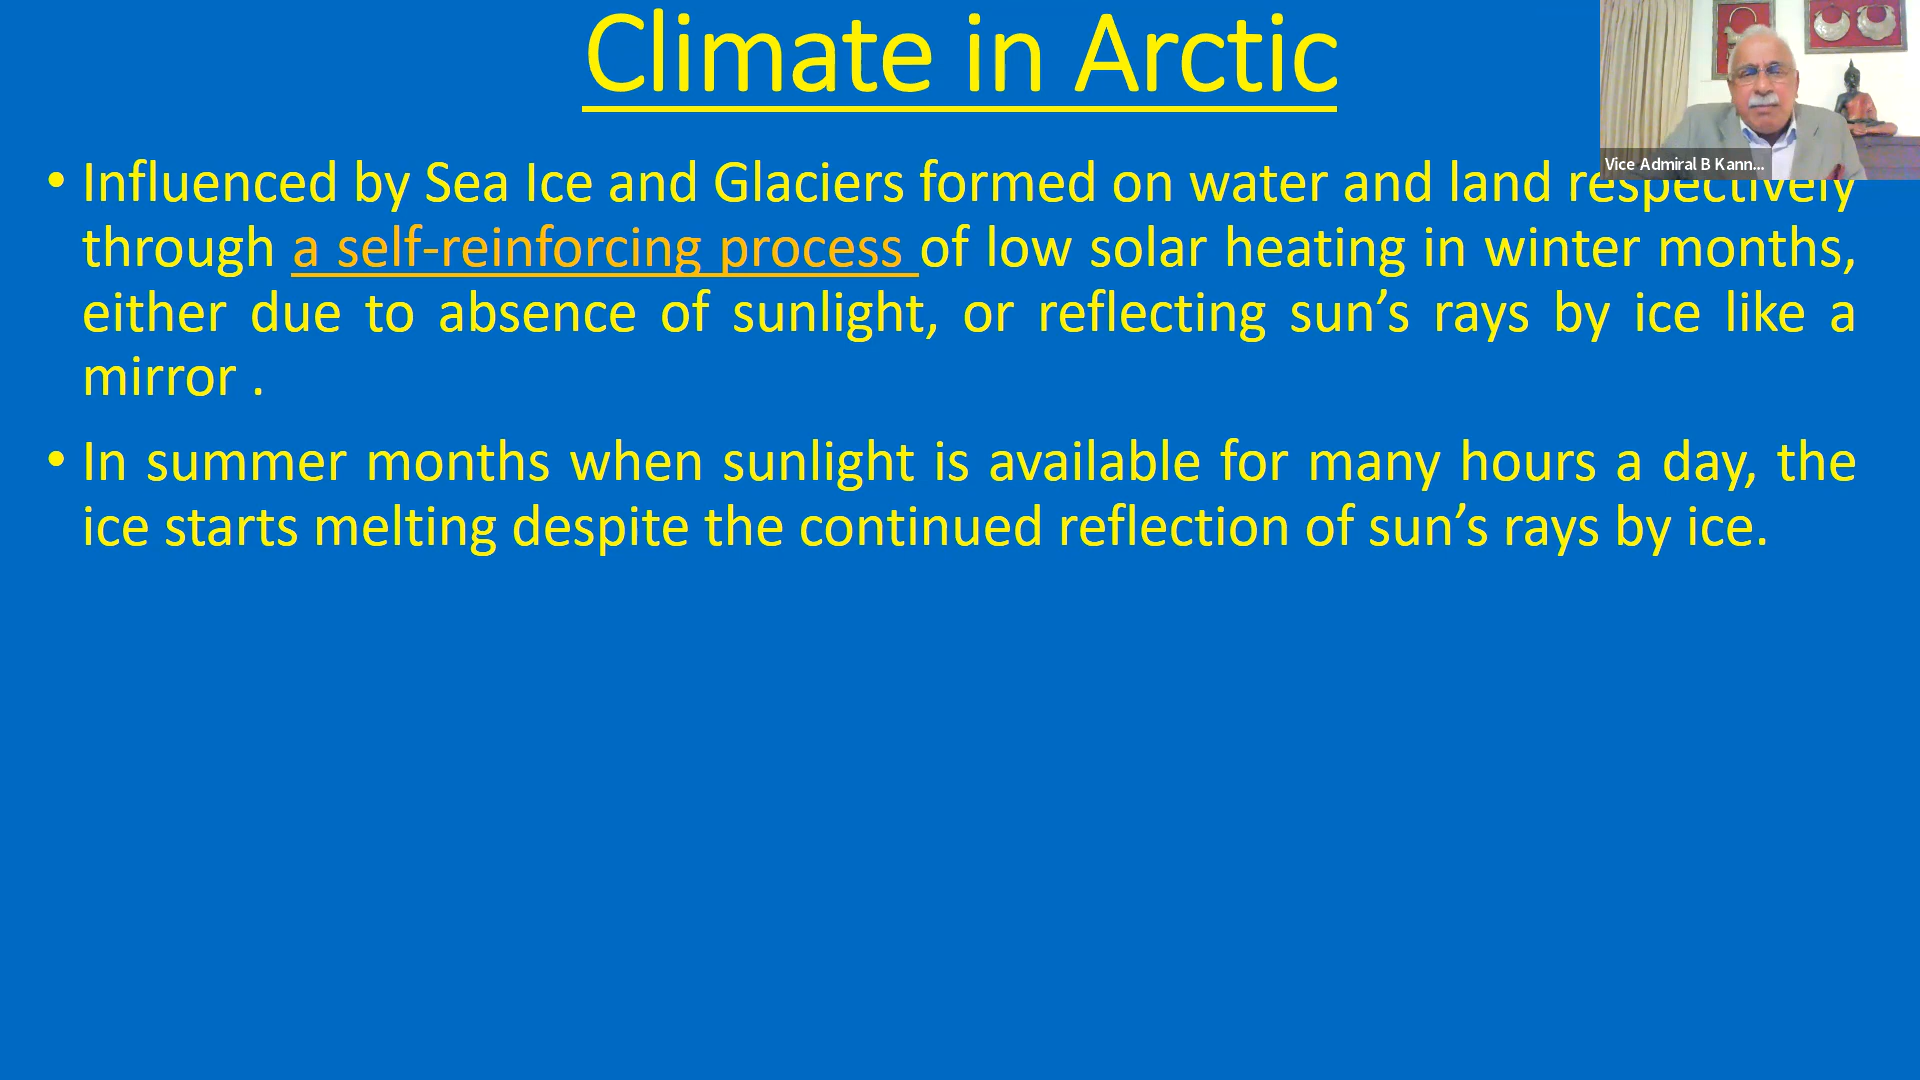 Climate in Arctic
• Influenced by Sea Ice and Glaciers formed on water and land respectively
through a self-reinforcing process of low solar heating in winter months,
either due to absence of sunlight, or reflecting sun’s rays by ice like a
mirror .
• In summer months when sunlight is available for many hours a day, the
ice starts melting despite the continued reflection of sun’s rays by ice.
Vice Admiral B Kann...